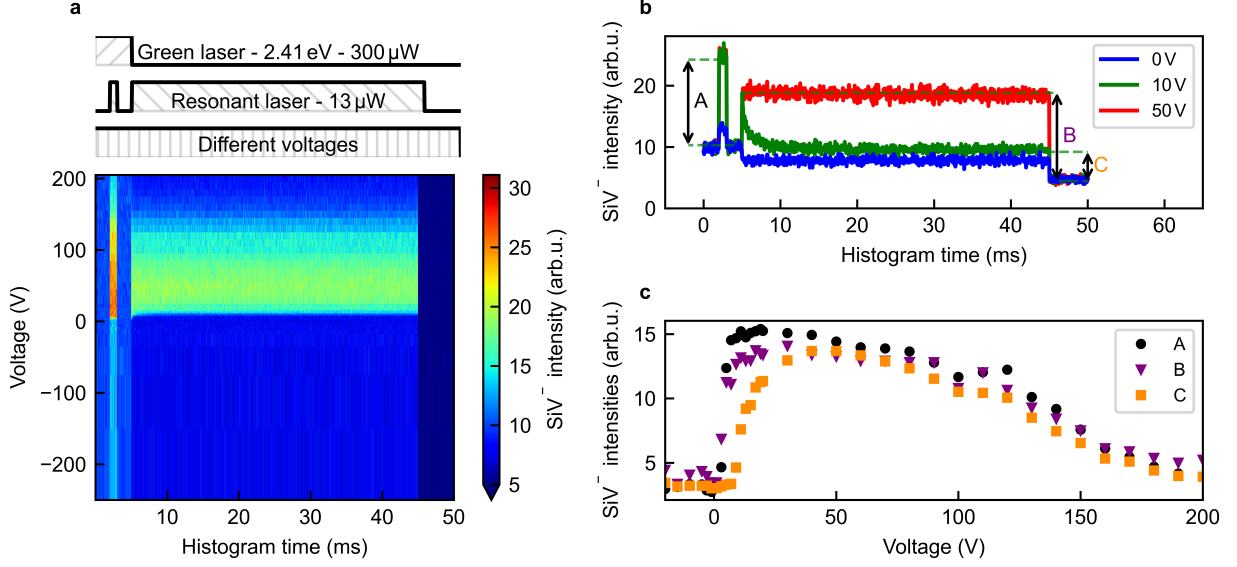 a
Green laser - 2.41 eV - 300 µW
Resonant laser - 13 µW
Different voltages
200
100
0
−100
−200
Voltage (V)
10
20
30
40
50
Histogram time (ms)
30
25
20
15
10
5
SiV⁻ intensity (arb.u.)
b
SiV⁻ intensity (arb.u.)
20
10
0
A
B
C
0 V
10 V
50 V
0
10
20
30
40
50
60
Histogram time (ms)
c
SiV⁻ intensities (arb.u.)
15
10
5
A
B
C
0
50
100
150
200
Voltage (V)